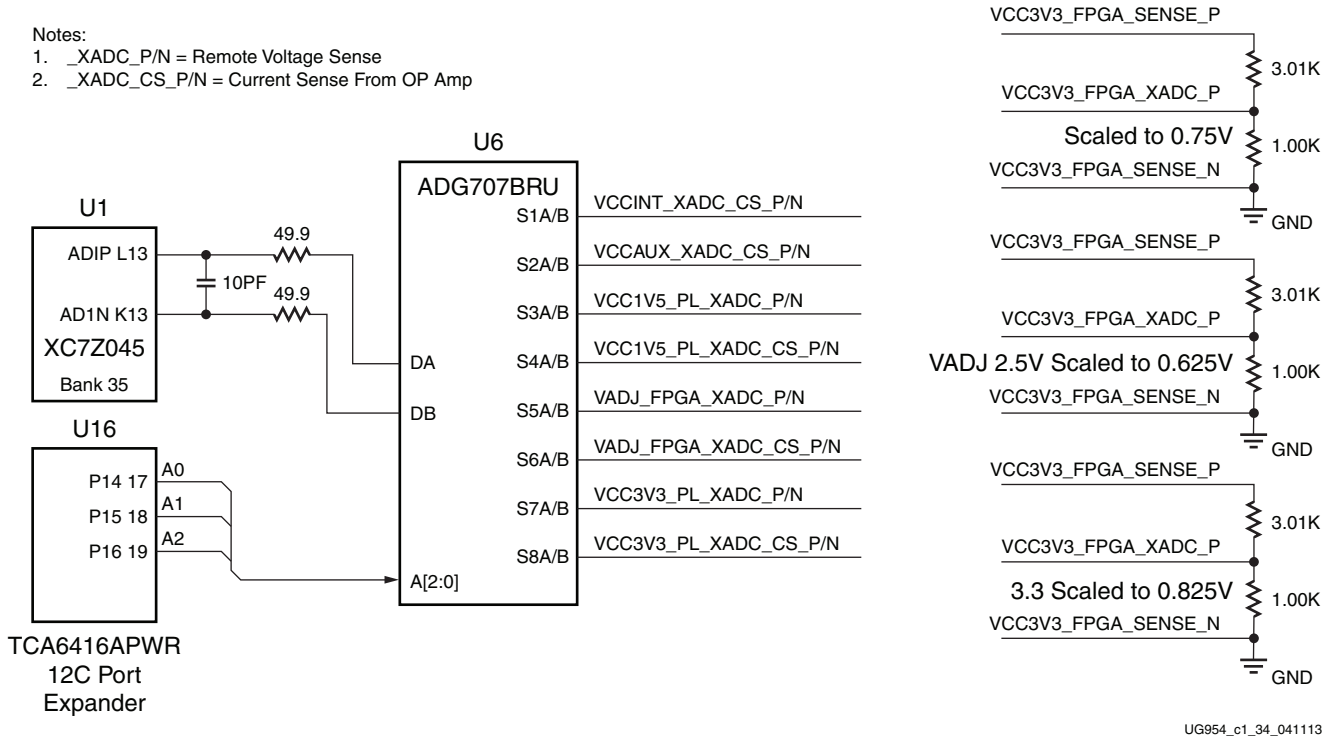 Notes:
1. _XADC_P/N = Remote Voltage Sense
2. _XADC_CS_P/N = Current Sense From OP Amp
U1
ADIP L13
AD1N K13
XC7Z045
Bank 35
10PF
49.9
49.9
U16
P14 17
P15 18
P16 19
A0
A1
A2
TCA6416APWR
12C Port
Expander
U6
ADG707BRU
DA
DB
A[2:0]
S1A/B VCCINT_XADC_CS_P/N
S2A/B VCCAUX_XADC_CS_P/N
S3A/B VCC1V5_PL_XADC_P/N
S4A/B VCC1V5_PL_XADC_CS_P/N
S5A/B VADJ_FPGA_XADC_P/N
S6A/B VADJ_FPGA_XADC_CS_P/N
S7A/B VCC3V3_PL_XADC_P/N
S8A/B VCC3V3_PL_XADC_CS_P/N
VCC3V3_FPGA_SENSE_P
3.01K
VCC3V3_FPGA_XADC_P
Scaled to 0.75V
1.00K
VCC3V3_FPGA_SENSE_N
GND
VCC3V3_FPGA_SENSE_P
3.01K
VCC3V3_FPGA_XADC_P
VADJ 2.5V Scaled to 0.625V
1.00K
VCC3V3_FPGA_SENSE_N
GND
VCC3V3_FPGA_SENSE_P
3.01K
VCC3V3_FPGA_XADC_P
3.3 Scaled to 0.825V
1.00K
VCC3V3_FPGA_SENSE_N
GND
UG954_c1_34_041113